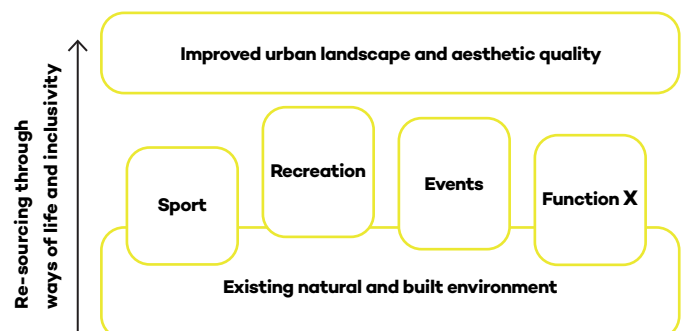 Improved urban landscape and aesthetic quality
Re-sourcing through
ways of life and inclusivity
Sport
Recreation
Events
Function X
Existing natural and built environment